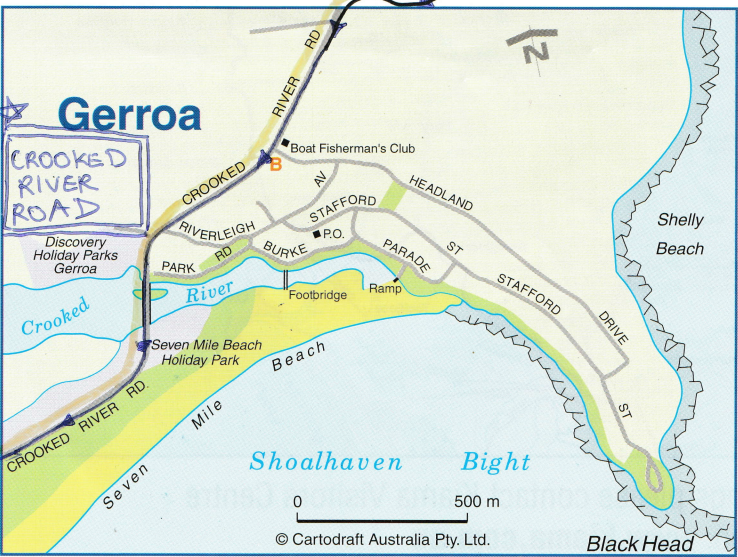 Gerroa
CROOKED
RIVER
ROAD
RIVER RD
N
B
Boat Fisherman's Club
CROOKED
AV
HEADLAND
STAFFORD
RIVERLEIGH
P.O.
BURKE
PARK RD
PARADE
ST
STAFFORD
DRIVE
ST
Shelly
Beach
Discovery
Holiday Parks
Gerroa
Crooked River
Footbridge
Ramp
Seven Mile Beach
Holiday Park
CROOKED RIVER RD.
Seven Mile Beach
Shoalhaven Bight
0 500 m
© Cartodraft Australia Pty. Ltd.
Black Head